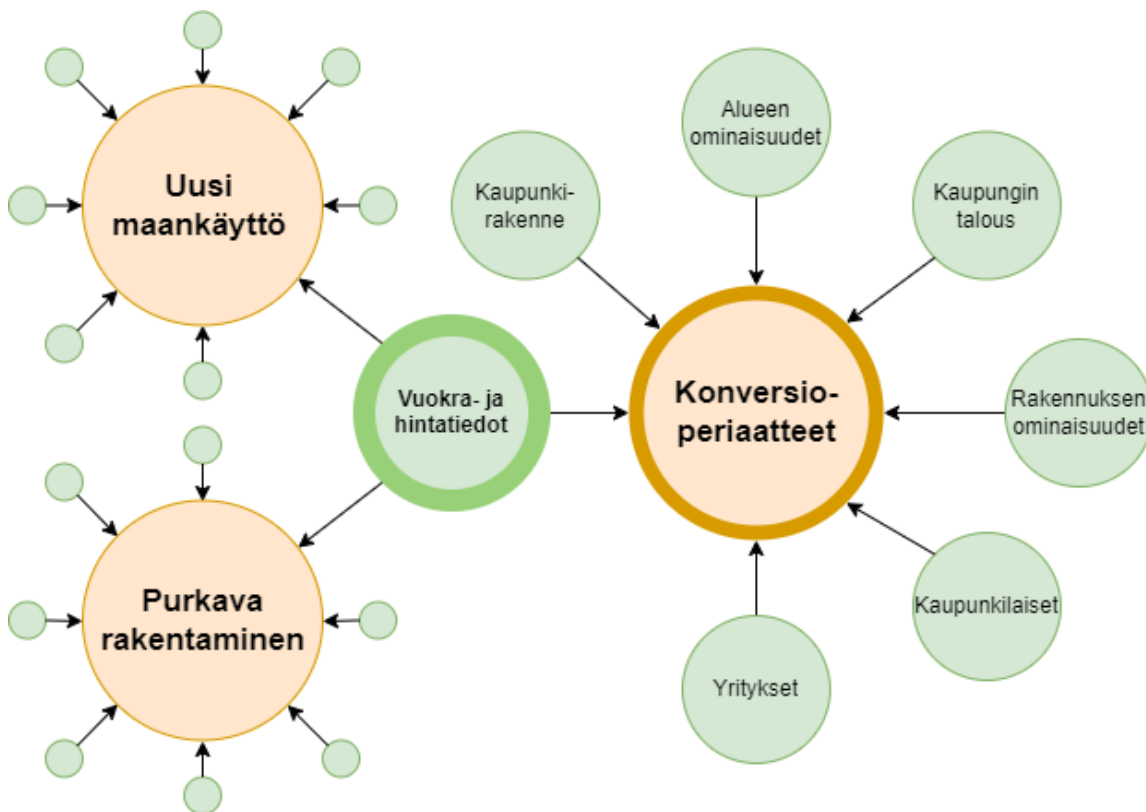 Uusi
maankäyttö
Purkava
rakentaminen
Vuokra- ja
hintatiedot
Kaupunki-
rakenne
Alueen
ominaisuudet
Kaupungin
talous
Konversio-
periaatteet
Rakennuksen
ominaisuudet
Kaupunkilaiset
Yritykset